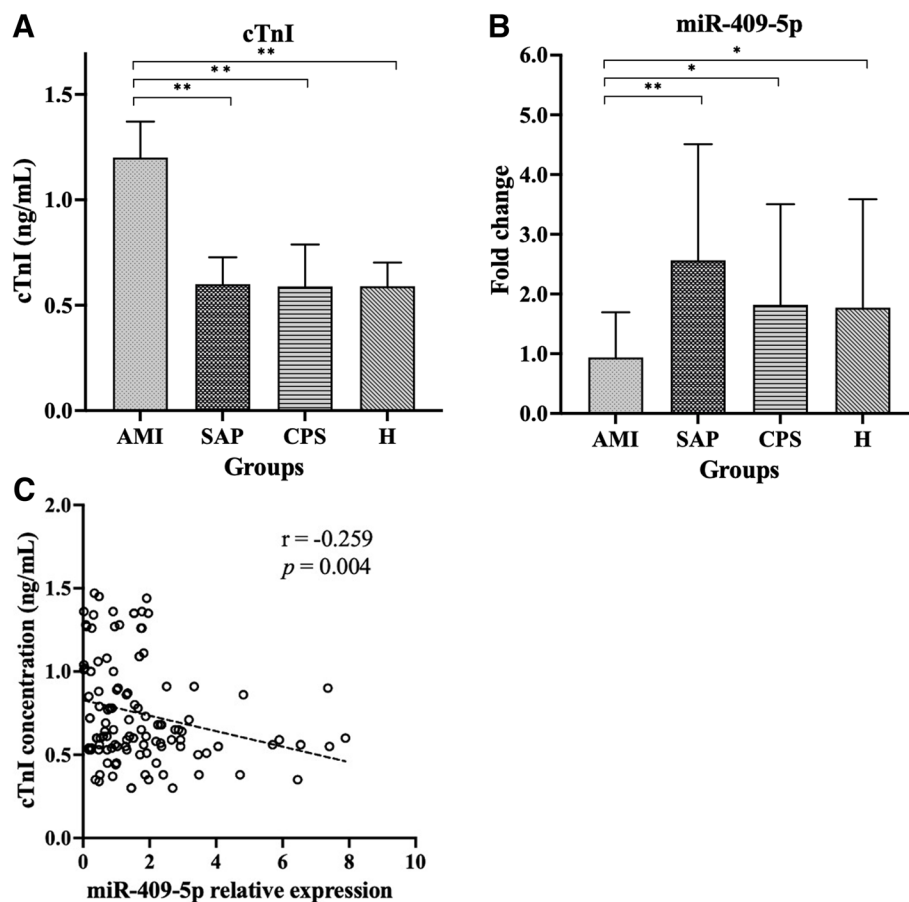 A
cTnI
**
**
**
cTnI (ng/mL)
1.5
1.0
0.5
0.0
AMI SAP CPS H
Groups
B
miR-409-5p
*
*
**
Fold change
6.0
5.0
4.0
3.0
2.0
1.0
0.0
AMI SAP CPS H
Groups
C
r = -0.259
p = 0.004
cTnI concentration (ng/mL)
2.0
1.5
1.0
0.5
0.0
0 2 4 6 8 10
miR-409-5p relative expression